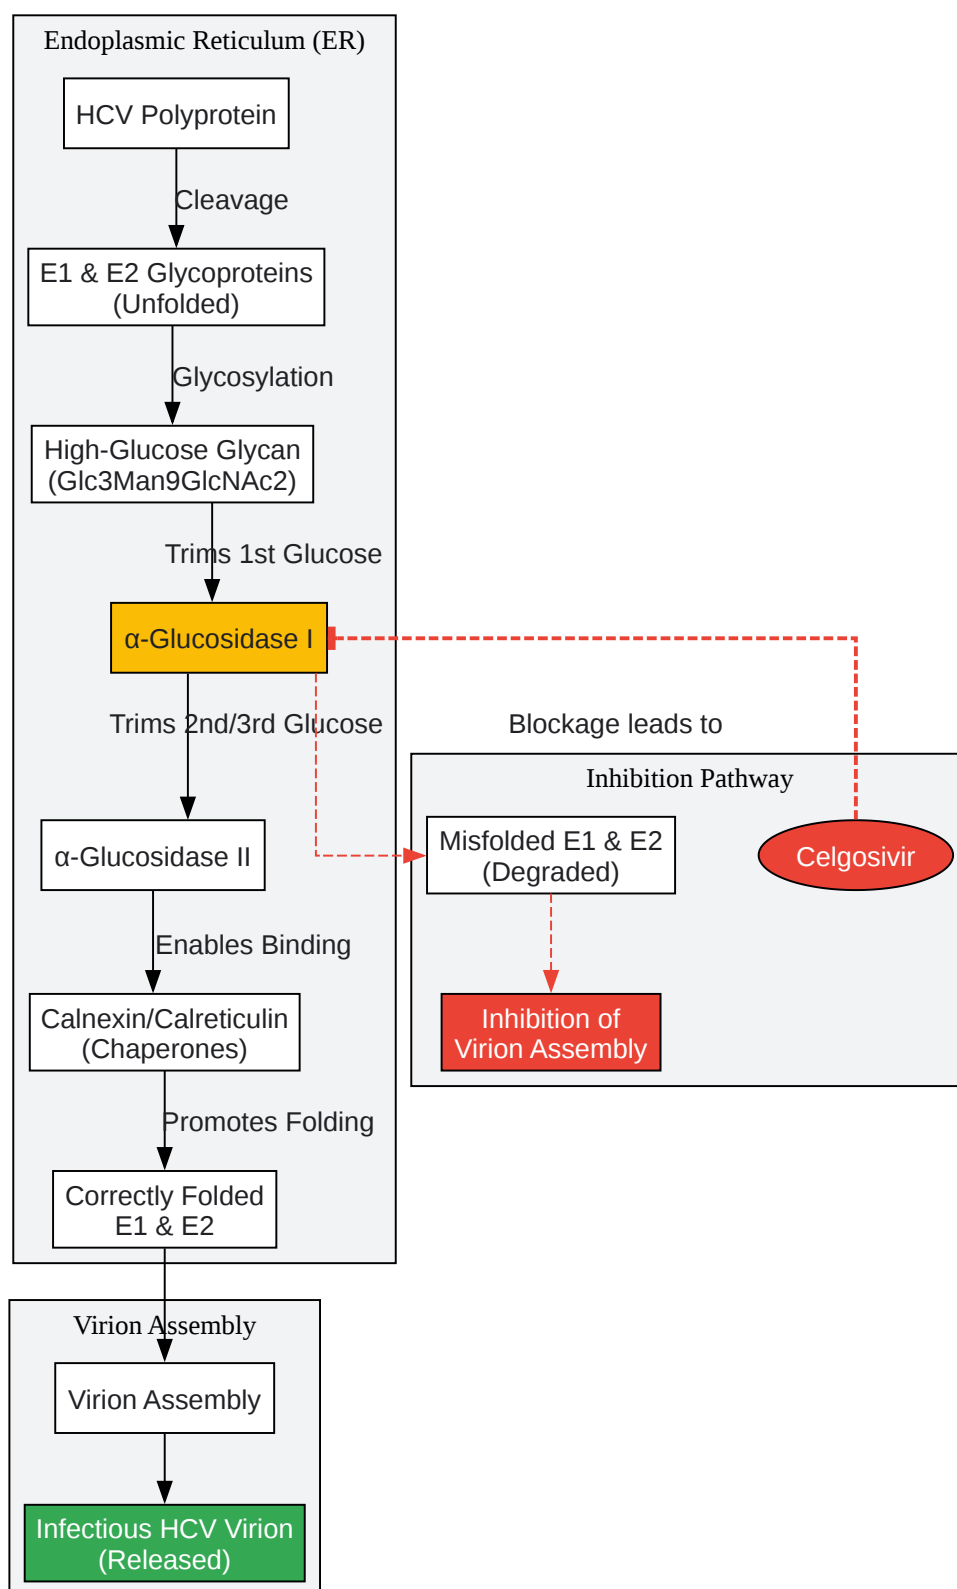 Endoplasmic Reticulum (ER)
HCV Polyprotein
Cleavage
E1 & E2 Glycoproteins
(Unfolded)
Glycosylation
High-Glucose Glycan
(Glc3Man9GlcNAc2)
Trims 1st Glucose
α-Glucosidase I
Trims 2nd/3rd Glucose
α-Glucosidase II
Enables Binding
Calnexin/Calreticulin
(Chaperones)
Promotes Folding
Correctly Folded
E1 & E2
Blockage leads to
Inhibition Pathway
Misfolded E1 & E2
(Degraded)
Celgosivir
Inhibition of
Virion Assembly
Virion Assembly
Virion Assembly
Infectious HCV Virion
(Released)